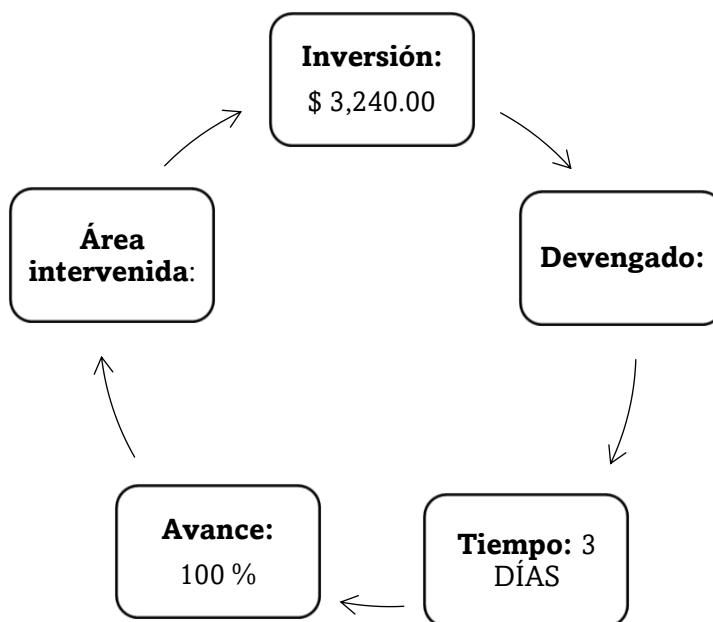 Inversión:
$ 3,240.00
Devengado:
Tiempo: 3
DÍAS
Avance:
100 %
Área
intervenida: